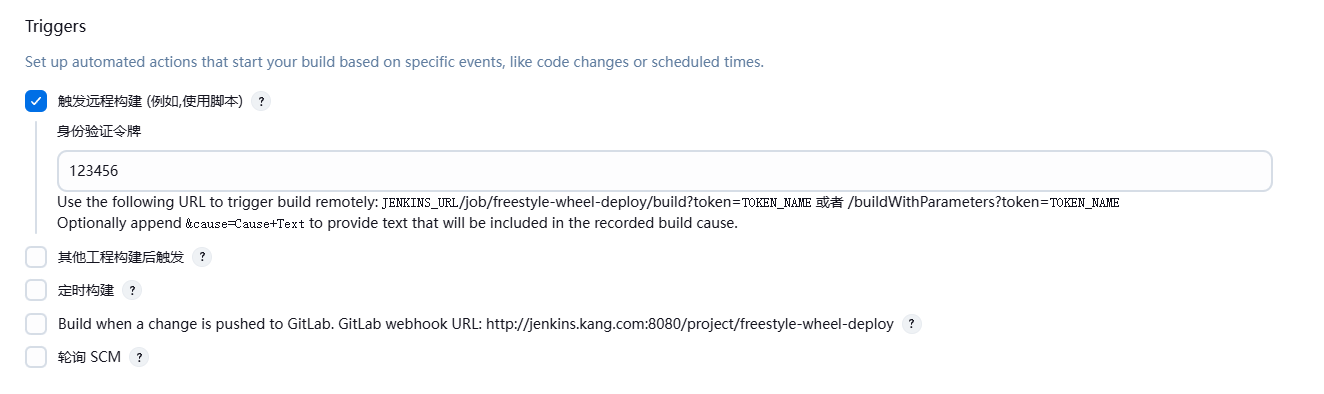 Triggers
Set up automated actions that start your build based on specific events, like code changes or scheduled times.
触发远程构建 (例如,使用脚本) ?
身份验证令牌
123456
Use the following URL to trigger build remotely: JENKINS_URL/job/freestyle-wheel-deploy/build?token=TOKEN_NAME 或者 /buildWithParameters?token=TOKEN_NAME
Optionally append &cause=Cause+Text to provide text that will be included in the recorded build cause.
其他工程构建后触发 ?
定时构建 ?
Build when a change is pushed to GitLab. GitLab webhook URL: http://jenkins.kang.com:8080/project/freestyle-wheel-deploy ?
轮询 SCM ?